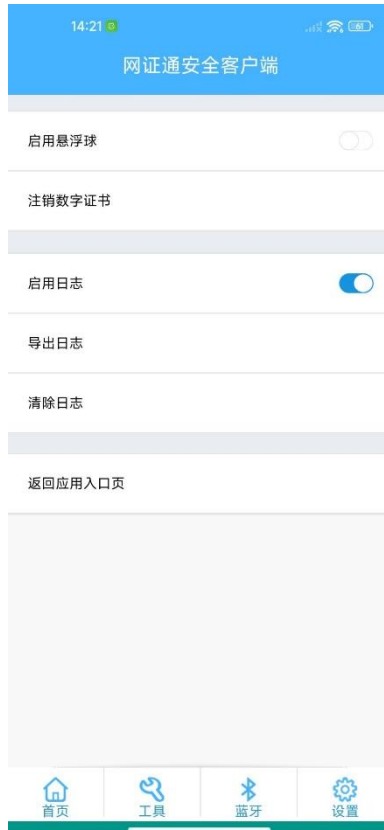 14:21
61
网证通安全客户端
启用悬浮球
注销数字证书
启用日志
导出日志
清除日志
返回应用入口页
首页 工具 蓝牙 设置